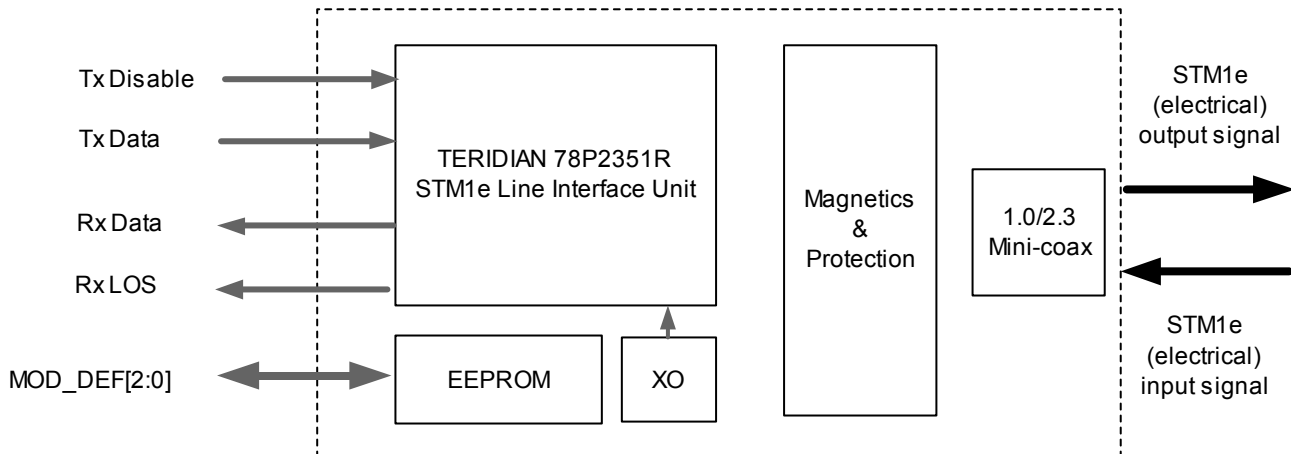 Tx Disable
Tx Data
Rx Data
Rx LOS
MOD_DEF[2:0]
TERIDIAN 78P2351R
STM1e Line Interface Unit
EEPROM
XO
Magnetics
&
Protection
1.0/2.3
Mini-coax
STM1e
(electrical)
output signal
STM1e
(electrical)
input signal